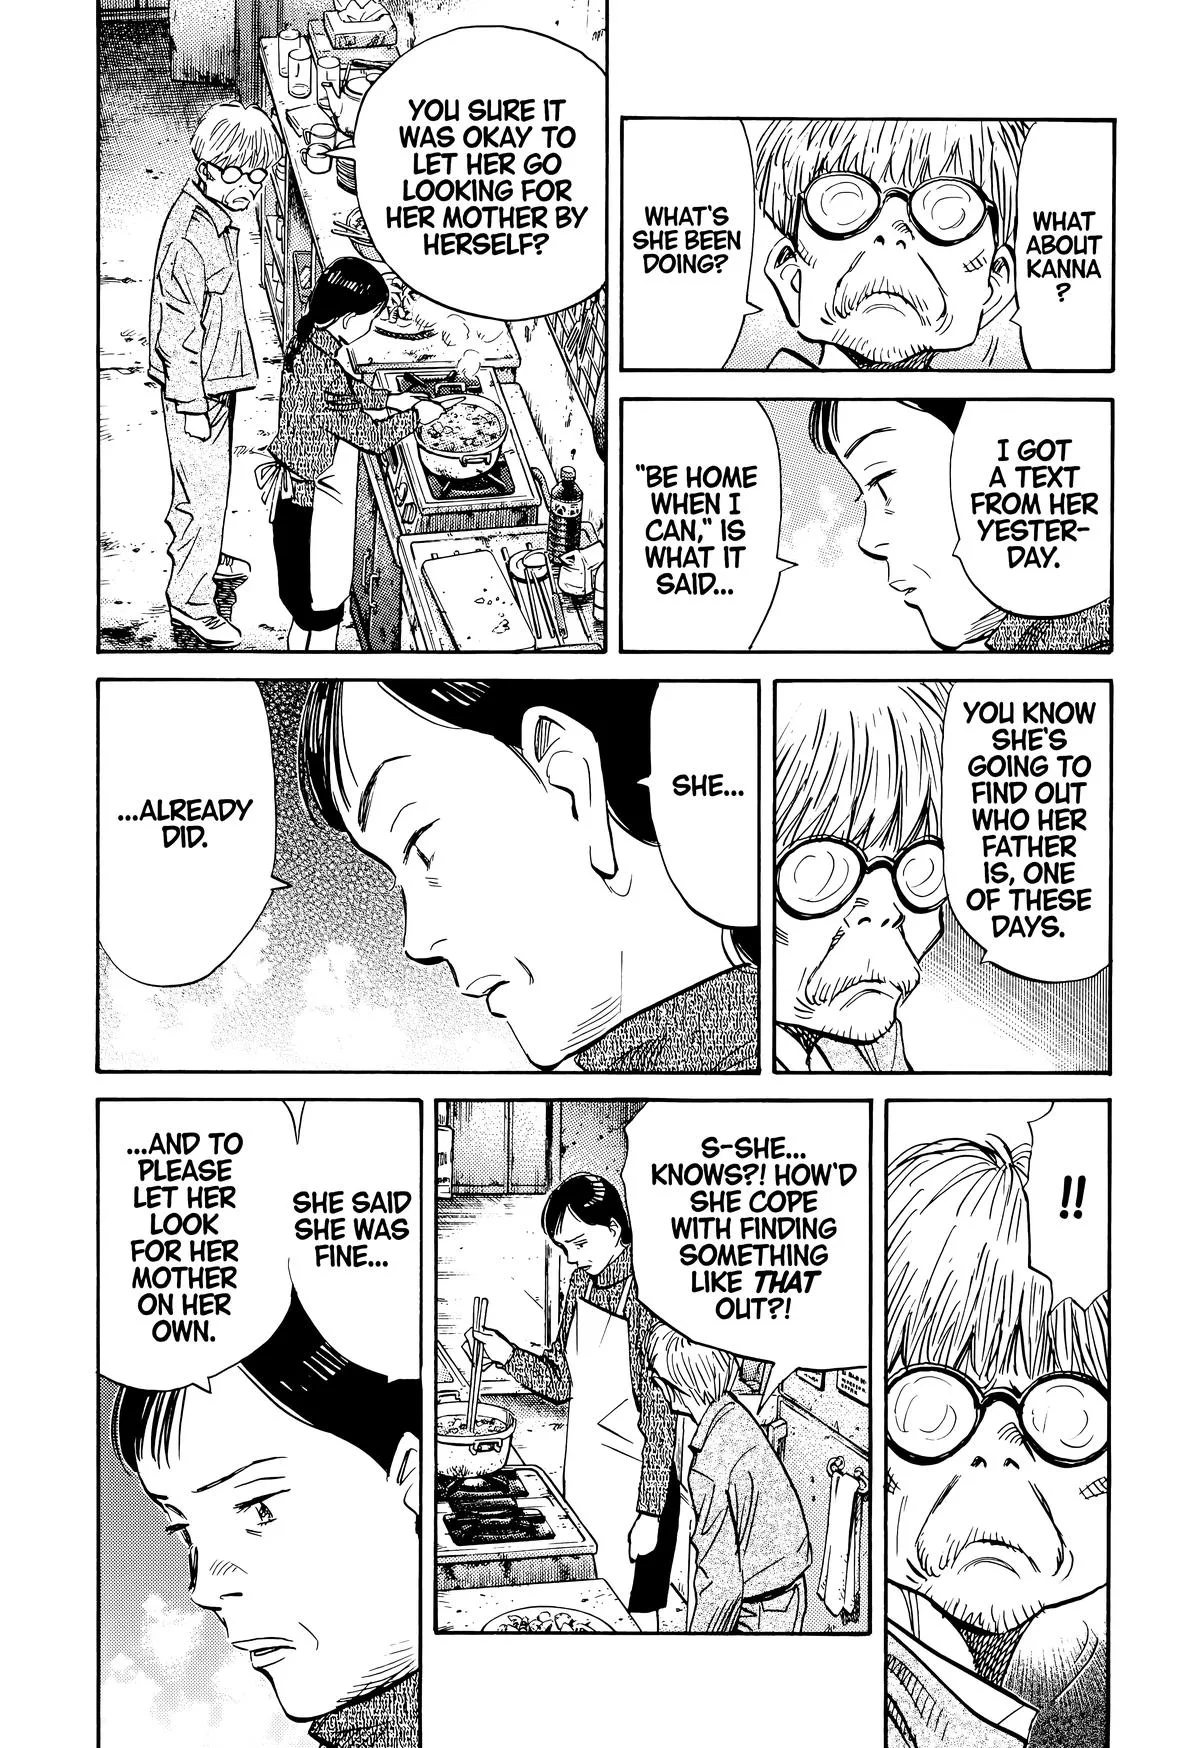 WHAT
ABOUT
KANNA
?
WHAT'S
SHE BEEN
DOING?
I GOT
A TEXT
FROM HER
YESTER-
DAY.
"BE HOME
WHEN I
CAN," IS
WHAT IT
SAID...
YOU SURE IT
WAS OKAY TO
LET HER GO
LOOKING FOR
HER MOTHER BY
HERSELF?
YOU KNOW
SHE'S
GOING TO
FIND OUT
WHO HER
FATHER
IS, ONE
OF THESE
DAYS.
SHE...
...ALREADY
DID.
!!
S-SHE...
KNOWS?! HOW'D
SHE COPE
WITH FINDING
SOMETHING
LIKE THAT
OUT?!
SHE SAID
SHE WAS
FINE...
...AND TO
PLEASE
LET HER
LOOK
FOR HER
MOTHER
ON HER
OWN.